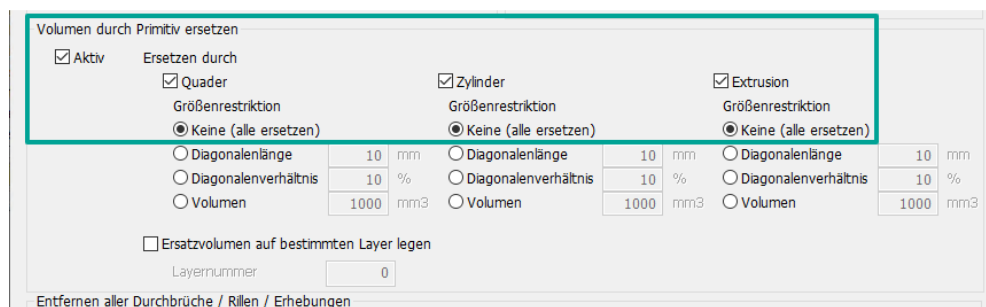 Volumen durch Primitiv ersetzen
Aktiv Ersetzen durch
Quader Zylinder Extrusion
Größenrestriktion Größenrestriktion Größenrestriktion
Keine (alle ersetzen) Keine (alle ersetzen) Keine (alle ersetzen)
Diagonalenlänge 10 mm Diagonalenlänge 10 mm Diagonalenlänge 10 mm
Diagonalenverhältnis 10 % Diagonalenverhältnis 10 % Diagonalenverhältnis 10 %
Volumen 1000 mm3 Volumen 1000 mm3 Volumen 1000 mm3
Ersatzvolumen auf bestimmten Layer legen
Layernummer 0
Entfernen aller Durchbrüche / Rillen / Erhebungen